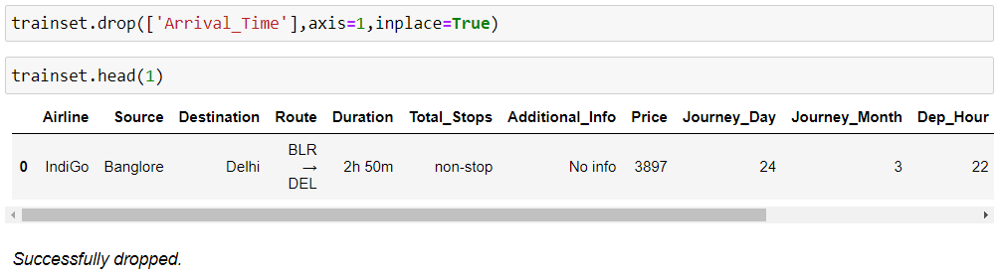 trainset.drop(['Arrival_Time'],axis=1,inplace=True)
trainset.head(1)
Airline Source Destination Route Duration Total_Stops Additional_Info Price Journey_Day Journey_Month Dep_Hour
0 IndiGo Banglore Delhi BLR → DEL 2h 50m non-stop No info 3897 24 3 22
Successfully dropped.